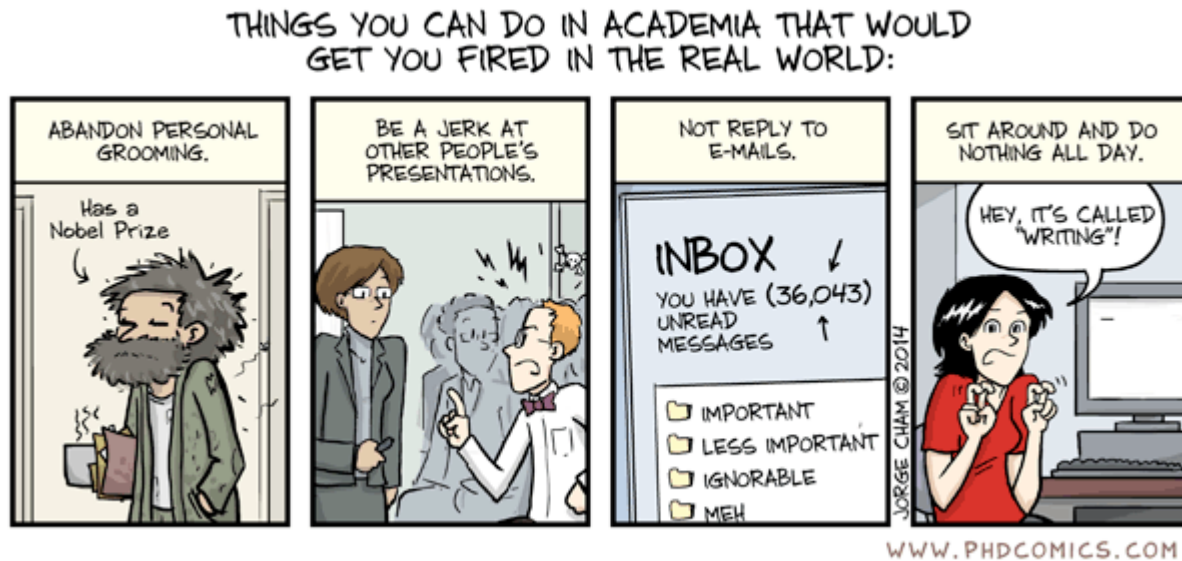 THINGS YOU CAN DO IN ACADEMIA THAT WOULD
GET YOU FIRED IN THE REAL WORLD:
ABANDON PERSONAL
GROOMING.
Has a
Nobel Prize
BE A JERK AT
OTHER PEOPLE'S
PRESENTATIONS.
NOT REPLY TO
E-MAILS.
INBOX
YOU HAVE (36,043)
UNREAD
MESSAGES
IMPORTANT
LESS IMPORTANT
IGNORABLE
MEH
JORGE CHAM © 2014
SIT AROUND AND DO
NOTHING ALL DAY.
HEY, IT'S CALLED
"WRITING"!
WWW.PHDCOMICS.COM